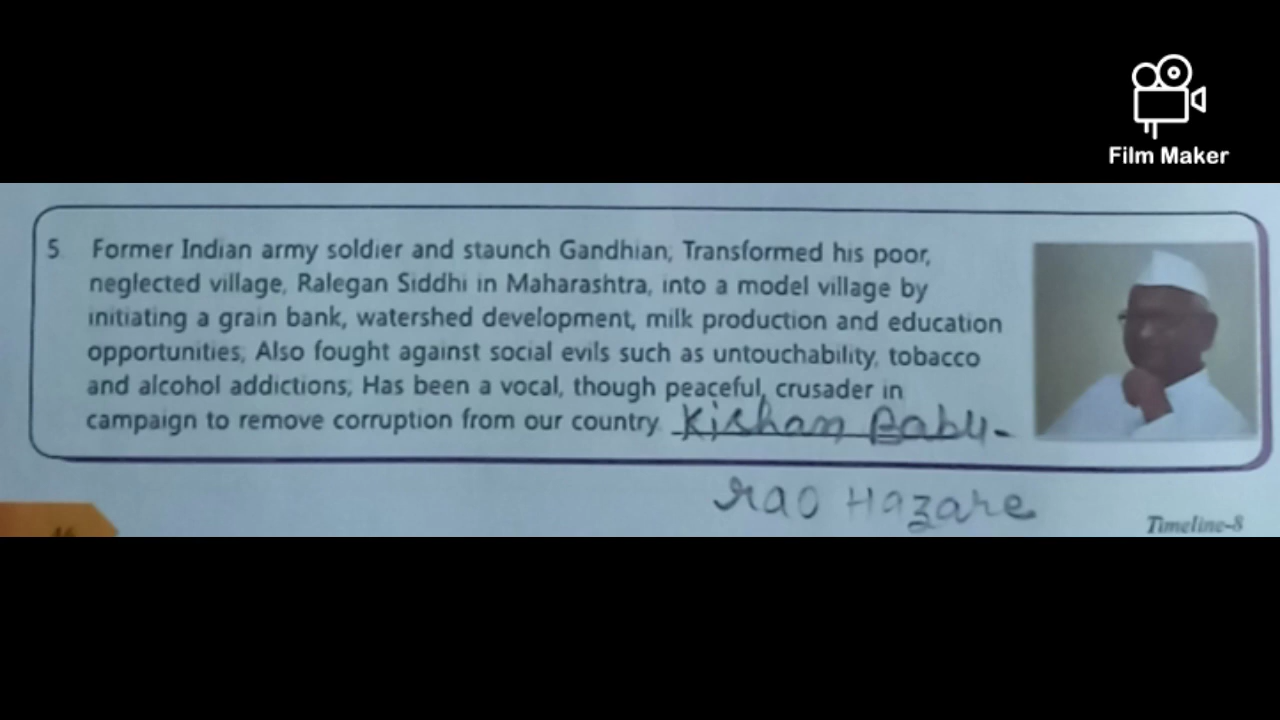 Film Maker
5. Former Indian army soldier and staunch Gandhian; Transformed his poor,
neglected village, Ralegan Siddhi in Maharashtra, into a model village by
initiating a grain bank, watershed development, milk production and education
opportunities; Also fought against social evils such as untouchability, tobacco
and alcohol addictions; Has been a vocal, though peaceful, crusader in
campaign to remove corruption from our country. Kishan Babu-
rao Hazare
46
Timeline-8